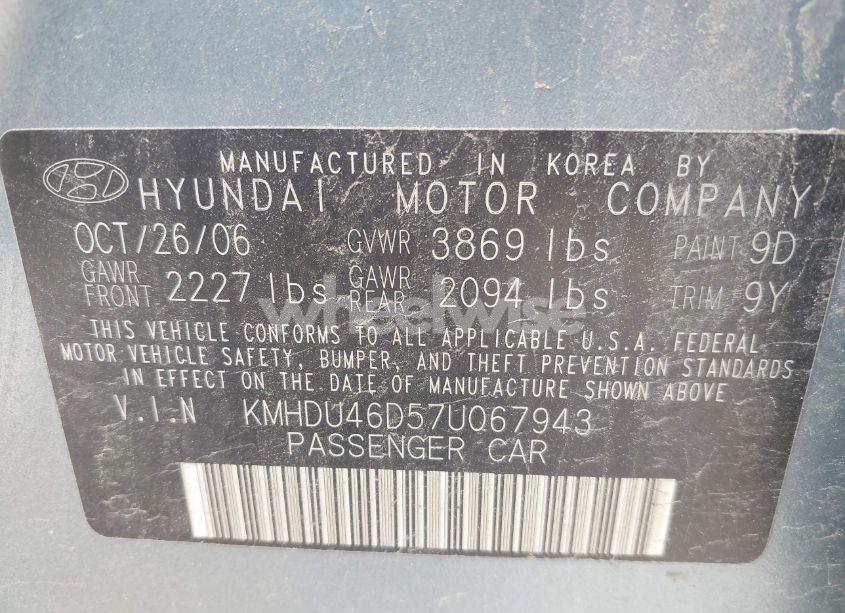 MANUFACTURED IN KOREA BY
HYUNDAI MOTOR COMPANY
OCT/26/06 GVWR 3869 lbs PAINT 9D
GAWR FRONT 2227 lbs GAWR REAR 2094 lbs TRIM 9Y
wheelwise
THIS VEHICLE CONFORMS TO ALL APPLICABLE U.S.A. FEDERAL
MOTOR VEHICLE SAFETY, BUMPER, AND THEFT PREVENTION STANDARDS
IN EFFECT ON THE DATE OF MANUFACTURE SHOWN ABOVE
V.I.N KMHDU46D57U067943
PASSENGER CAR